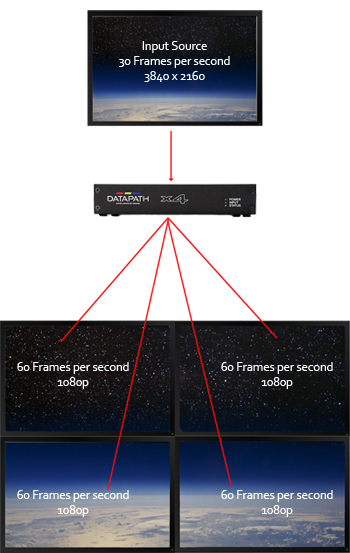 Input Source
30 Frames per second
3840 x 2160
DATAPATH
x4
POWER
INPUT
STATUS
60 Frames per second
1080p
60 Frames per second
1080p
60 Frames per second
1080p
60 Frames per second
1080p